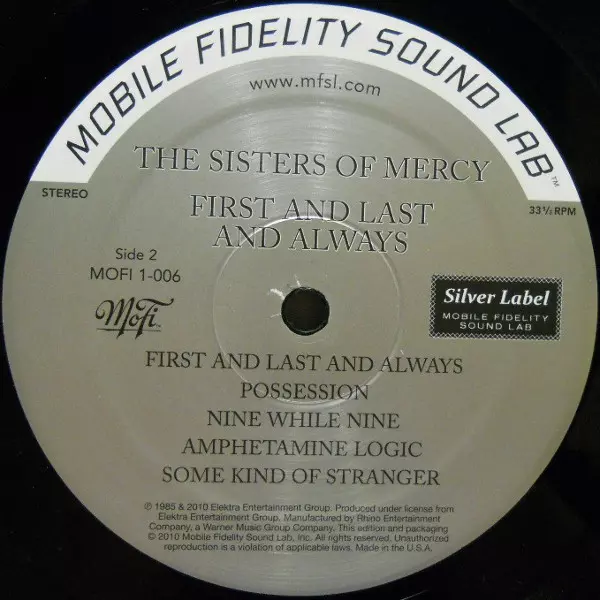 MOBILE FIDELITY SOUND LAB™
www.mfsl.com
THE SISTERS OF MERCY
STEREO
33⅓ RPM
FIRST AND LAST
AND ALWAYS
Side 2
MOFI 1-006
MoFi™
Silver Label
MOBILE FIDELITY
SOUND LAB
FIRST AND LAST AND ALWAYS
POSSESSION
NINE WHILE NINE
AMPHETAMINE LOGIC
SOME KIND OF STRANGER
℗ 1985 & 2010 Elektra Entertainment Group. Produced under license from
Elektra Entertainment Group. Manufactured by Rhino Entertainment
Company, a Warner Music Group Company. This edition and packaging
© 2010 Mobile Fidelity Sound Lab, Inc. All rights reserved. Unauthorized
reproduction is a violation of applicable laws. Made in the U.S.A.